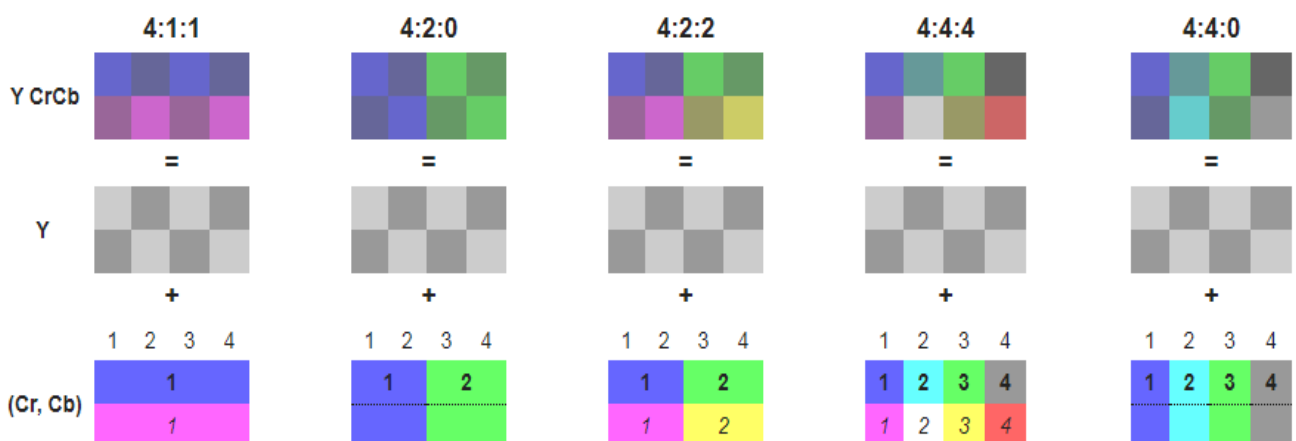 4:1:1 4:2:0 4:2:2 4:4:4 4:4:0
Y CrCb
= = = = =
Y
+ + + + +
1 2 3 4 1 2 3 4 1 2 3 4 1 2 3 4 1 2 3 4
1 1 2 1 2 1 2 3 4 1 2 3 4
(Cr, Cb)
1 1 2 1 2 3 4